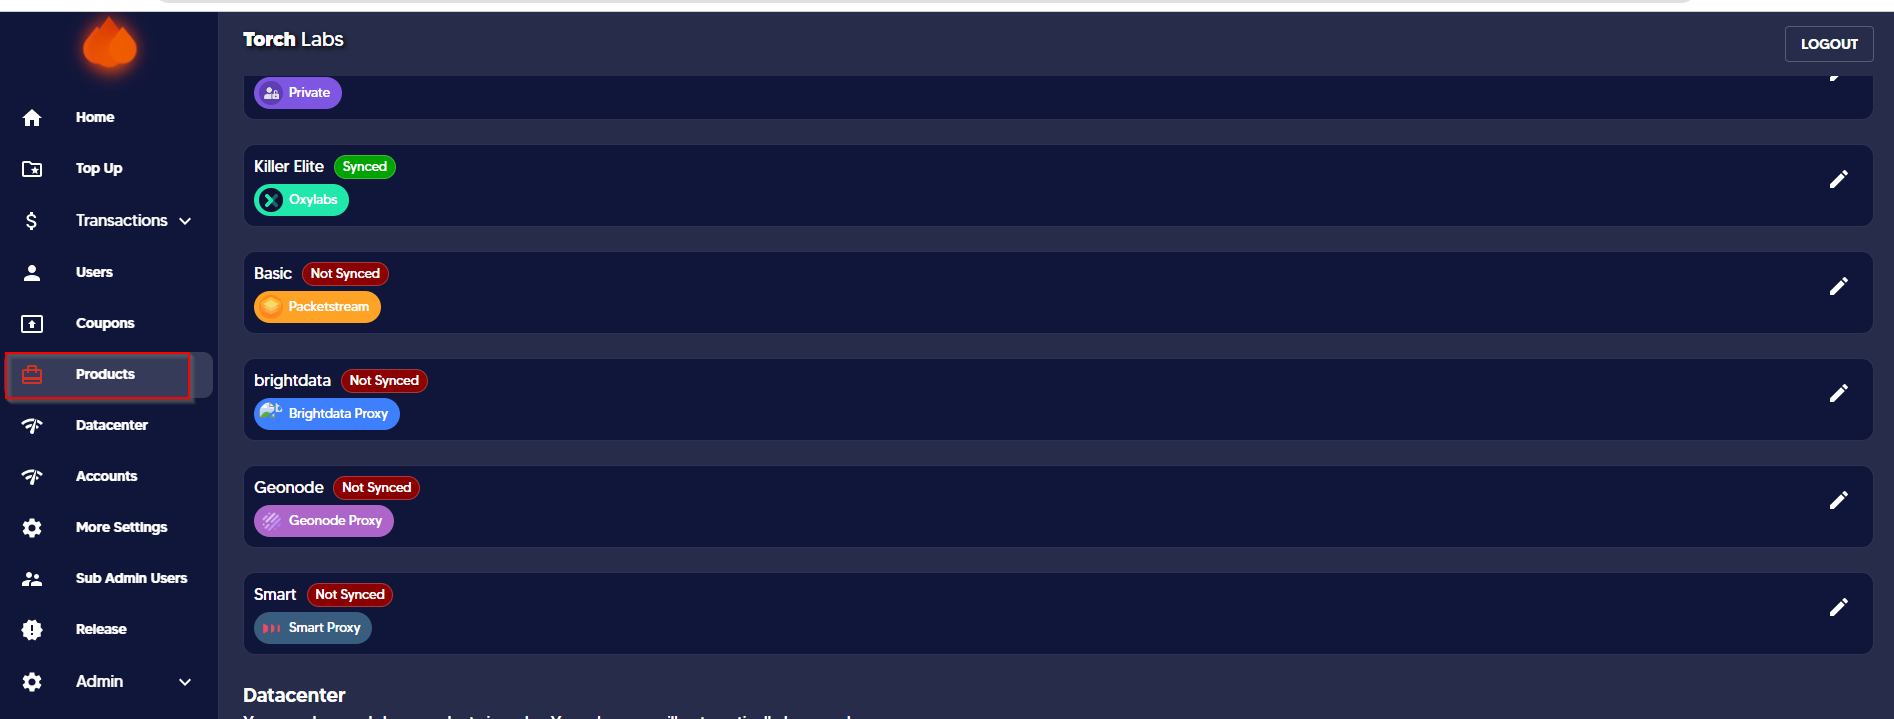 Torch Labs
LOGOUT
Home
Top Up
Transactions
Users
Coupons
Products
Datacenter
Accounts
More Settings
Sub Admin Users
Release
Admin
Private
Killer Elite Synced
Oxylabs
Basic Not Synced
Packetstream
brightdata Not Synced
Brightdata Proxy
Geonode Not Synced
Geonode Proxy
Smart Not Synced
Smart Proxy
Datacenter